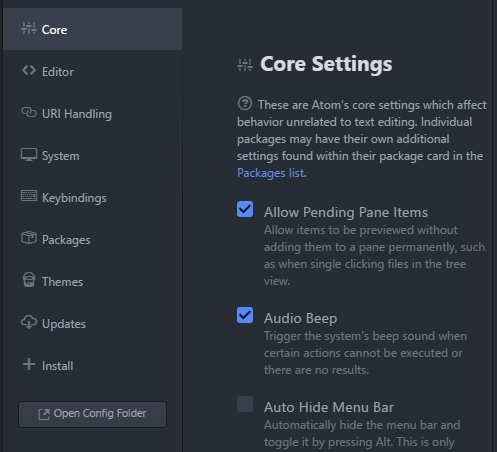 Core
Editor
URI Handling
System
Keybindings
Packages
Themes
Updates
Install
Open Config Folder
Core Settings
These are Atom's core settings which affect
behavior unrelated to text editing. Individual
packages may have their own additional
settings found within their package card in the
Packages list.
Allow Pending Pane Items
Allow items to be previewed without
adding them to a pane permanently, such
as when single clicking files in the tree
view.
Audio Beep
Trigger the system's beep sound when
certain actions cannot be executed or
there are no results.
Auto Hide Menu Bar
Automatically hide the menu bar and
toggle it by pressing Alt. This is only